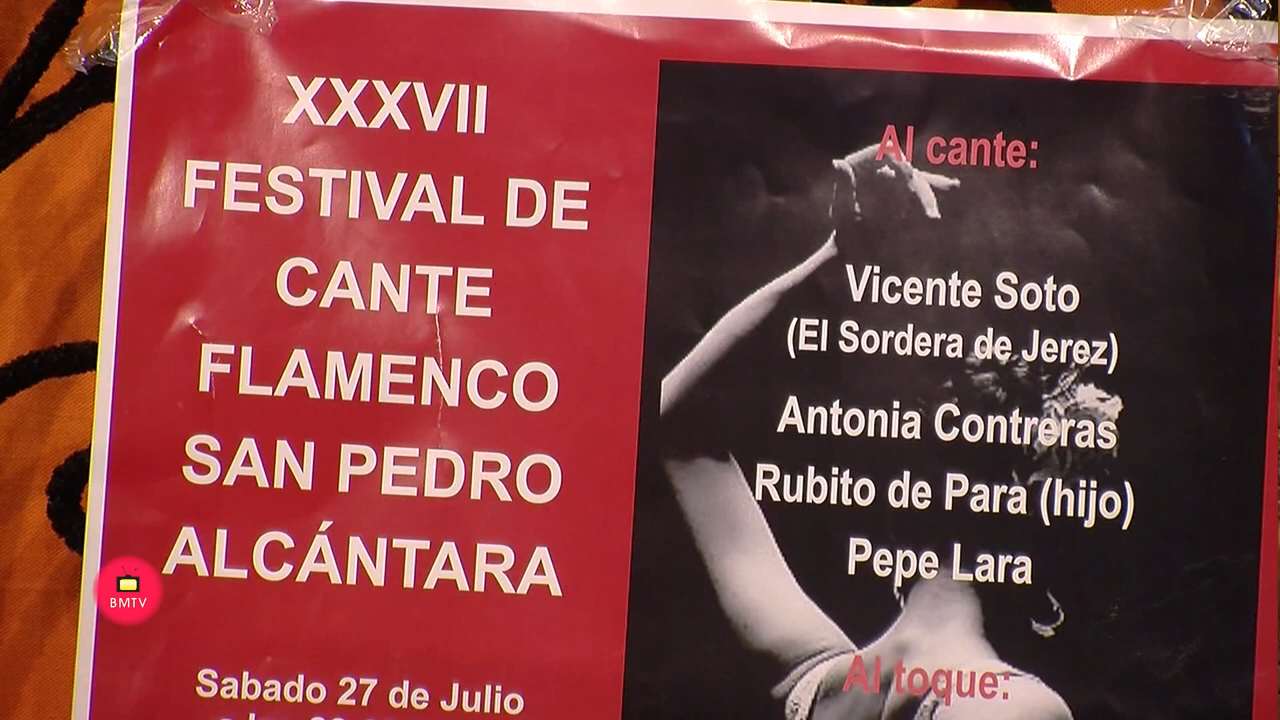 XXXVII
FESTIVAL DE
CANTE
FLAMENCO
SAN PEDRO
ALCÁNTARA
Sabado 27 de Julio
Al cante:
Vicente Soto
(El Sordera de Jerez)
Antonia Contreras
Rubito de Para (hijo)
Pepe Lara
Al toque:
BMTV